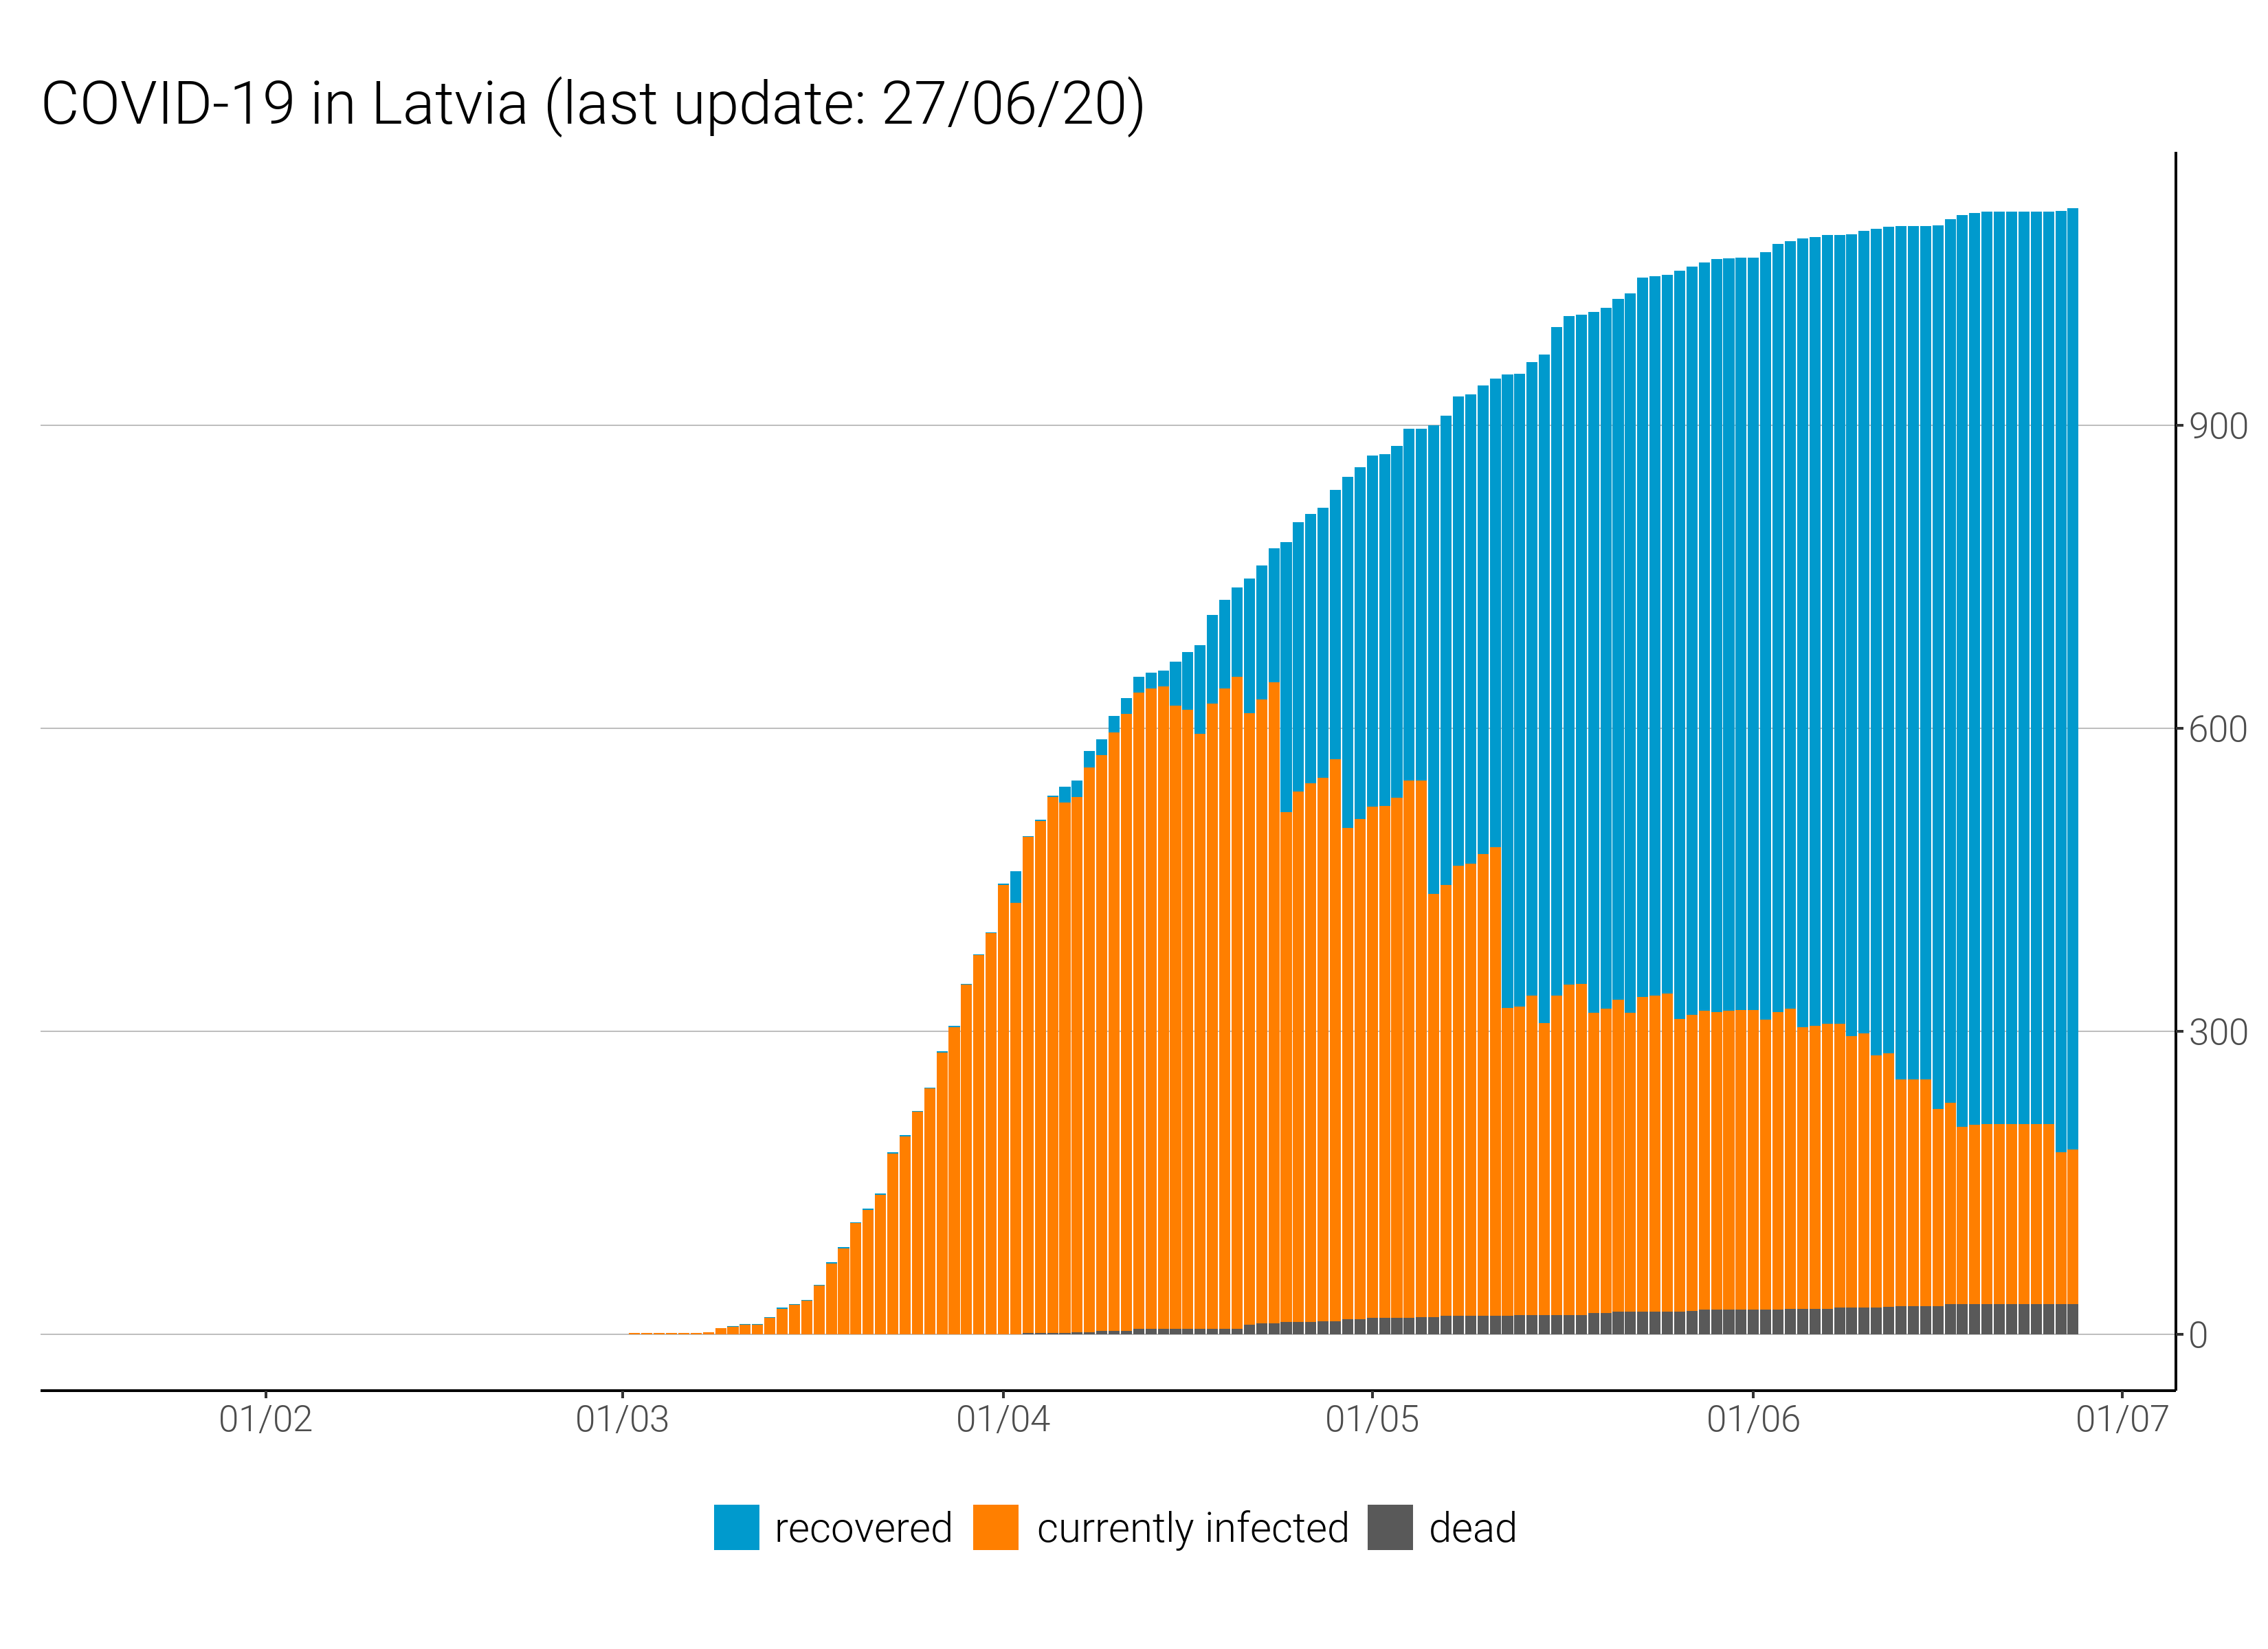 COVID-19 in Latvia (last update: 27/06/20)
900
600
300
0
01/02 01/03 01/04 01/05 01/06 01/07
recovered currently infected dead